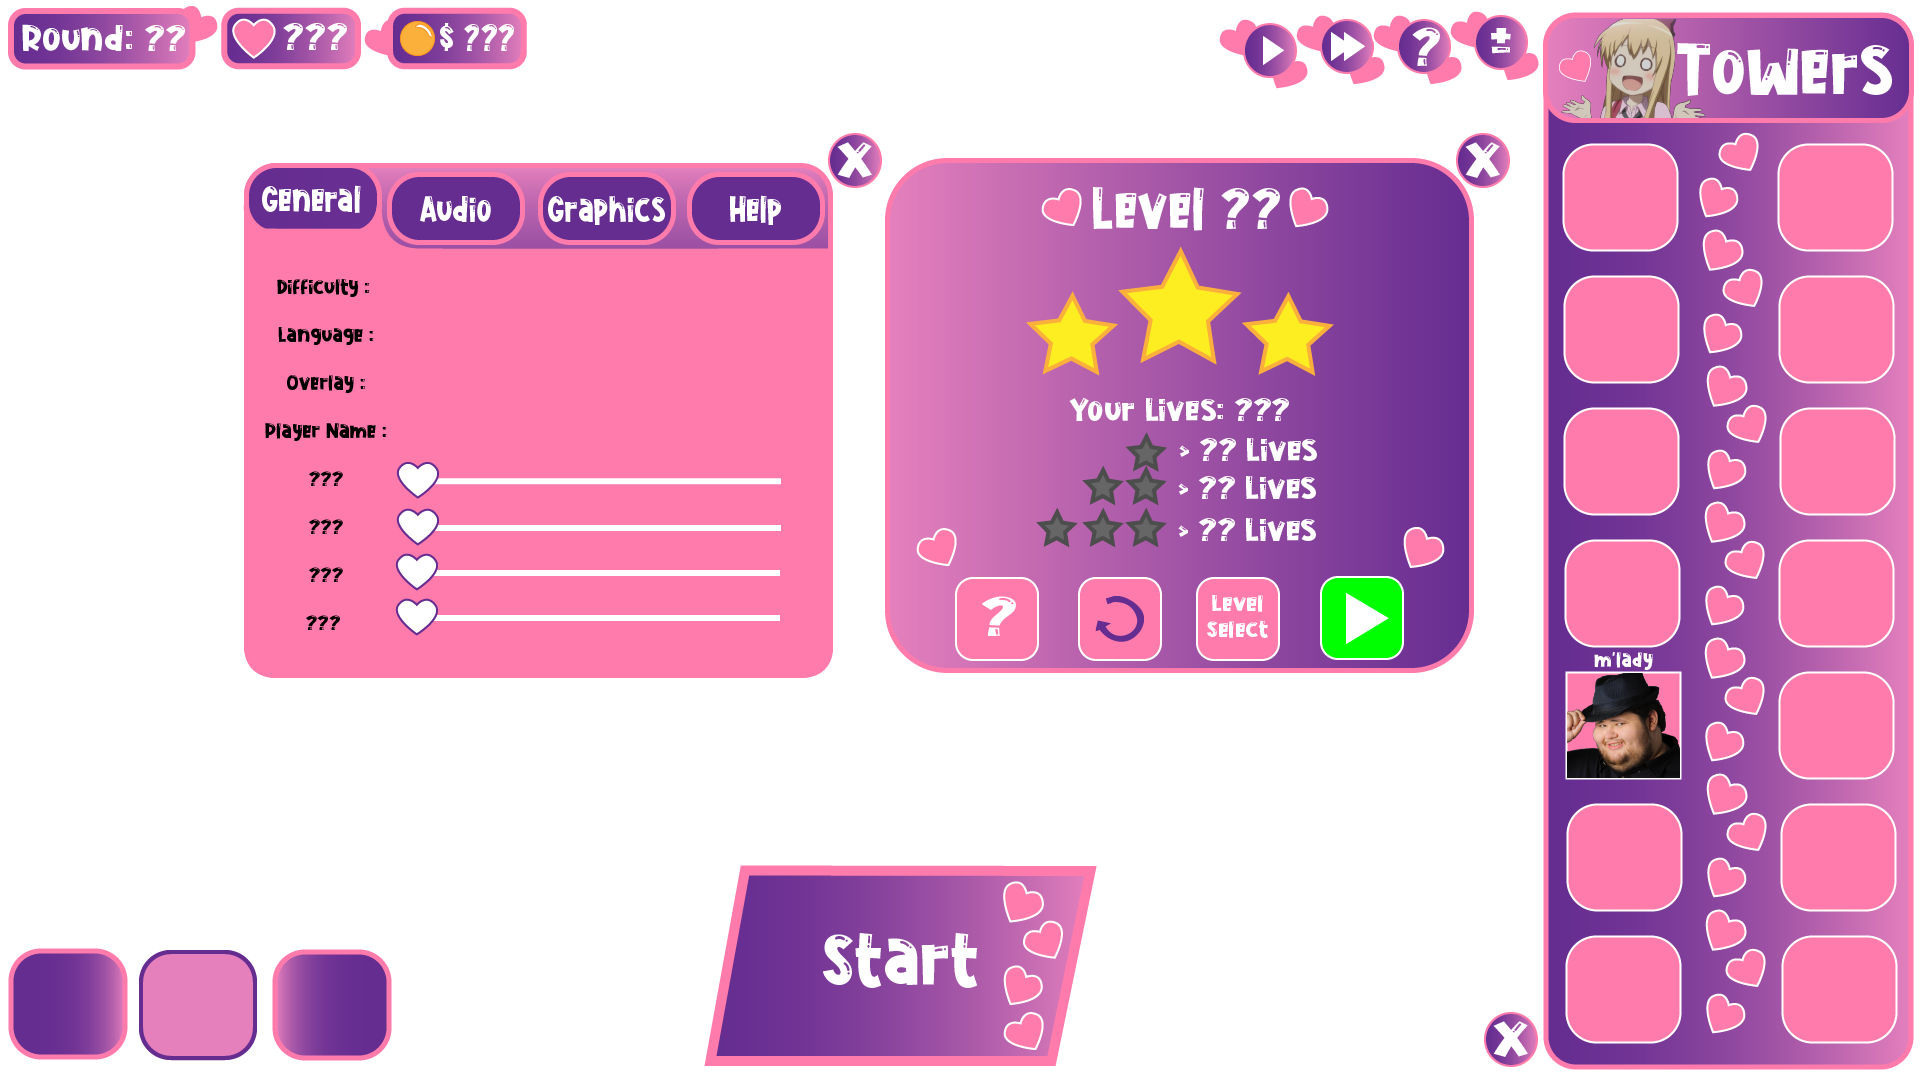 Round: ??
???
$ ???
?
±
Towers
X
X
General
Audio
Graphics
Help
Difficulty :
Language :
Overlay :
Player Name :
???
???
???
???
Level ??
Your Lives: ???
> ?? Lives
> ?? Lives
> ?? Lives
?
Level
Select
m'lady
Start
X